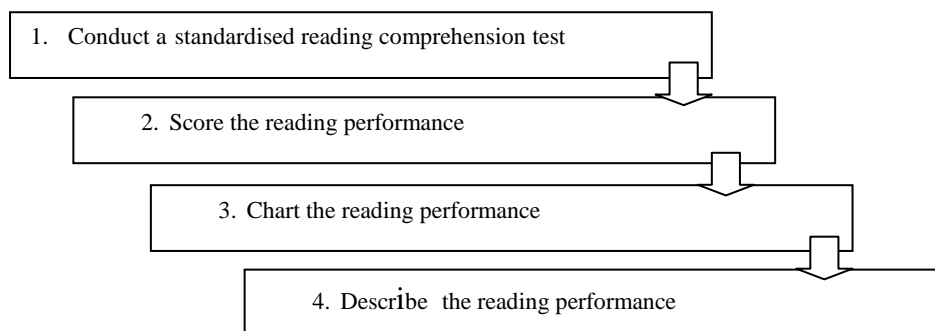 1. Conduct a standardised reading comprehension test
2. Score the reading performance
3. Chart the reading performance
4. Describe the reading performance